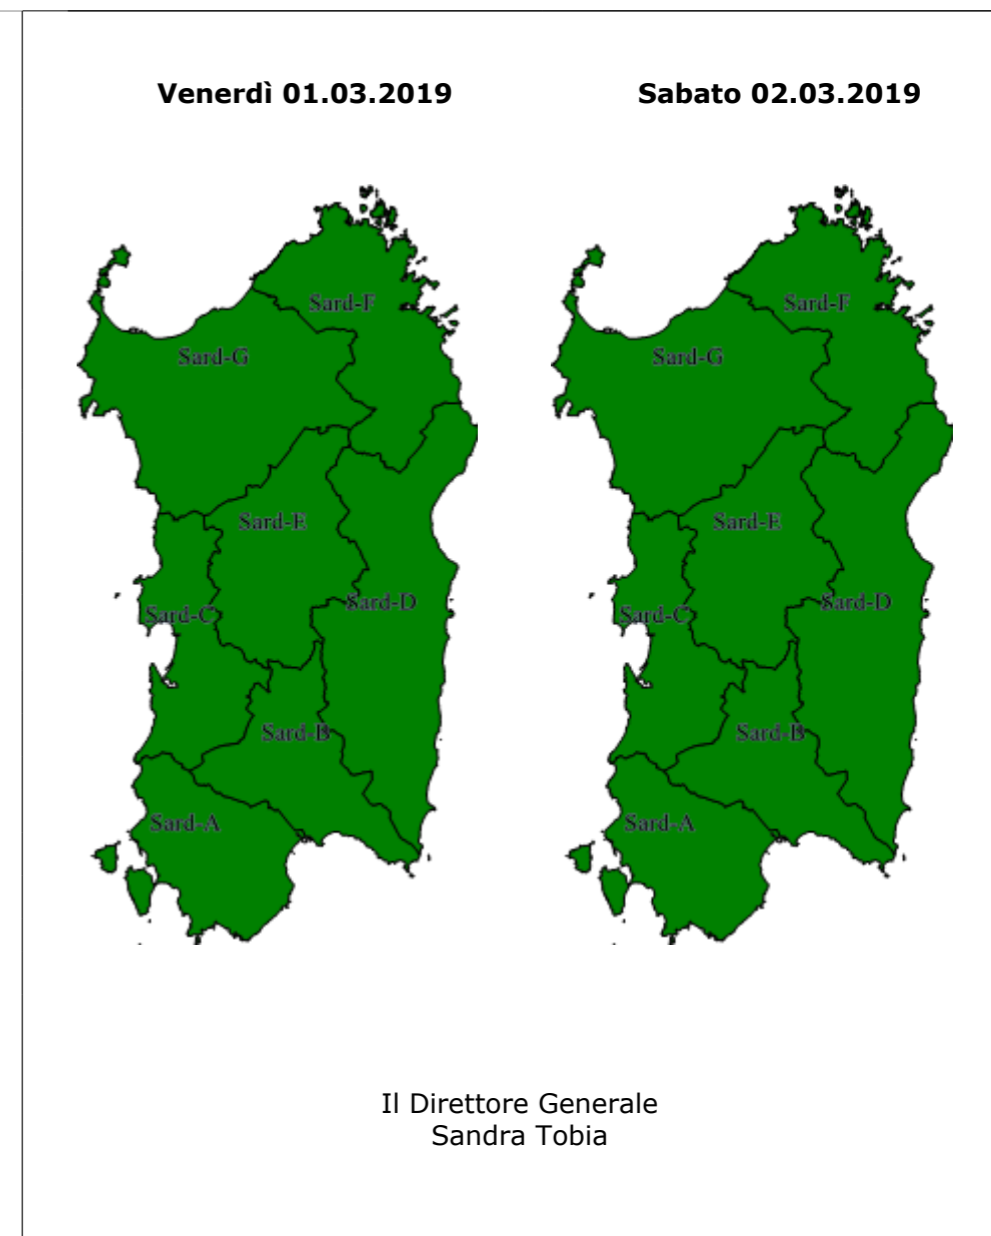 Venerdì 01.03.2019
Sabato 02.03.2019
Sard-F
Sard-G
Sard-E
Sard-D
Sard-C
Sard-B
Sard-A
Sard-F
Sard-G
Sard-E
Sard-D
Sard-C
Sard-B
Sard-A
Il Direttore Generale
Sandra Tobia